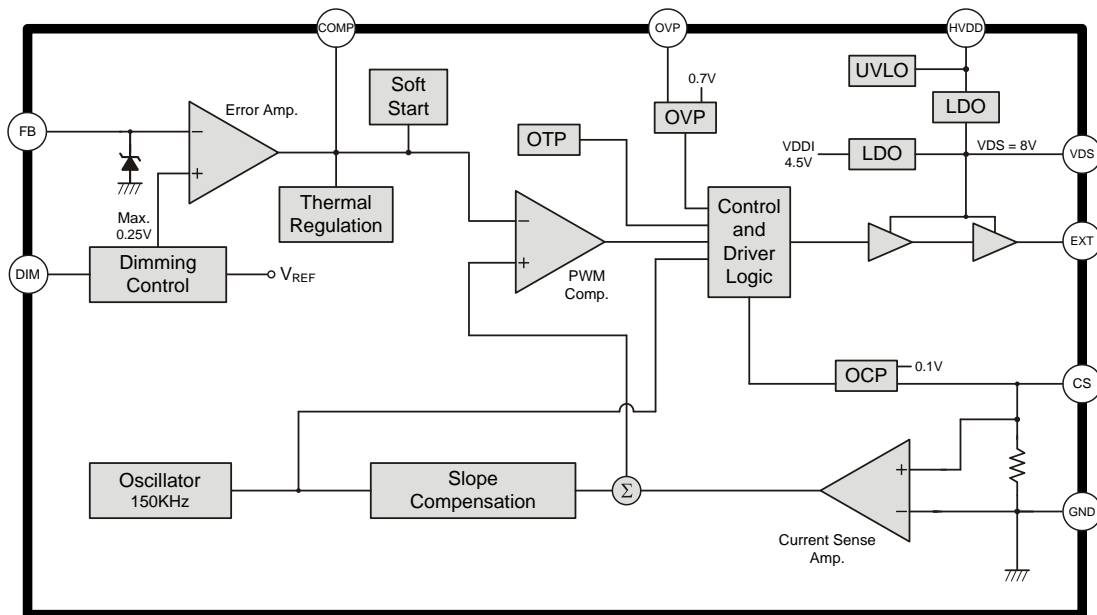 COMP
OVP
HVDD
FB
Error Amp.
−
+
Soft
Start
OTP
0.7V
OVP
UVLO
LDO
VDDI
4.5V
LDO
VDS = 8V
VDS
Thermal
Regulation
Max.
0.25V
DIM
Dimming
Control
VREF
−
+
PWM
Comp.
Control
and
Driver
Logic
EXT
OCP
0.1V
CS
Oscillator
150KHz
Slope
Compensation
Σ
+
−
Current Sense
Amp.
GND